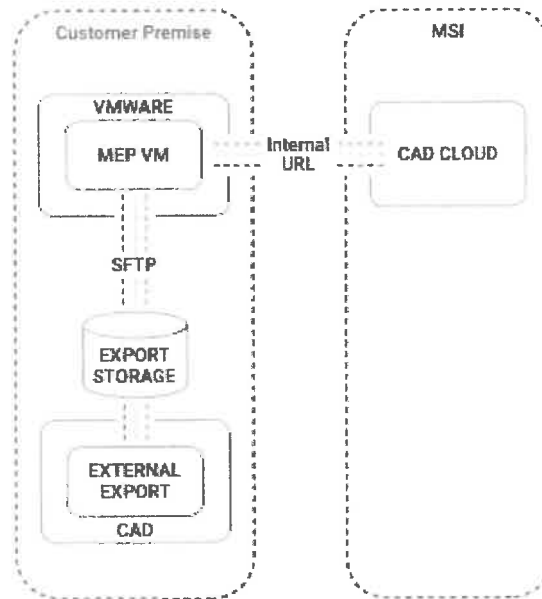 Customer Premise
MSI
VMWARE
MEP VM
Internal
URL
CAD CLOUD
SFTP
EXPORT
STORAGE
EXTERNAL
EXPORT
CAD